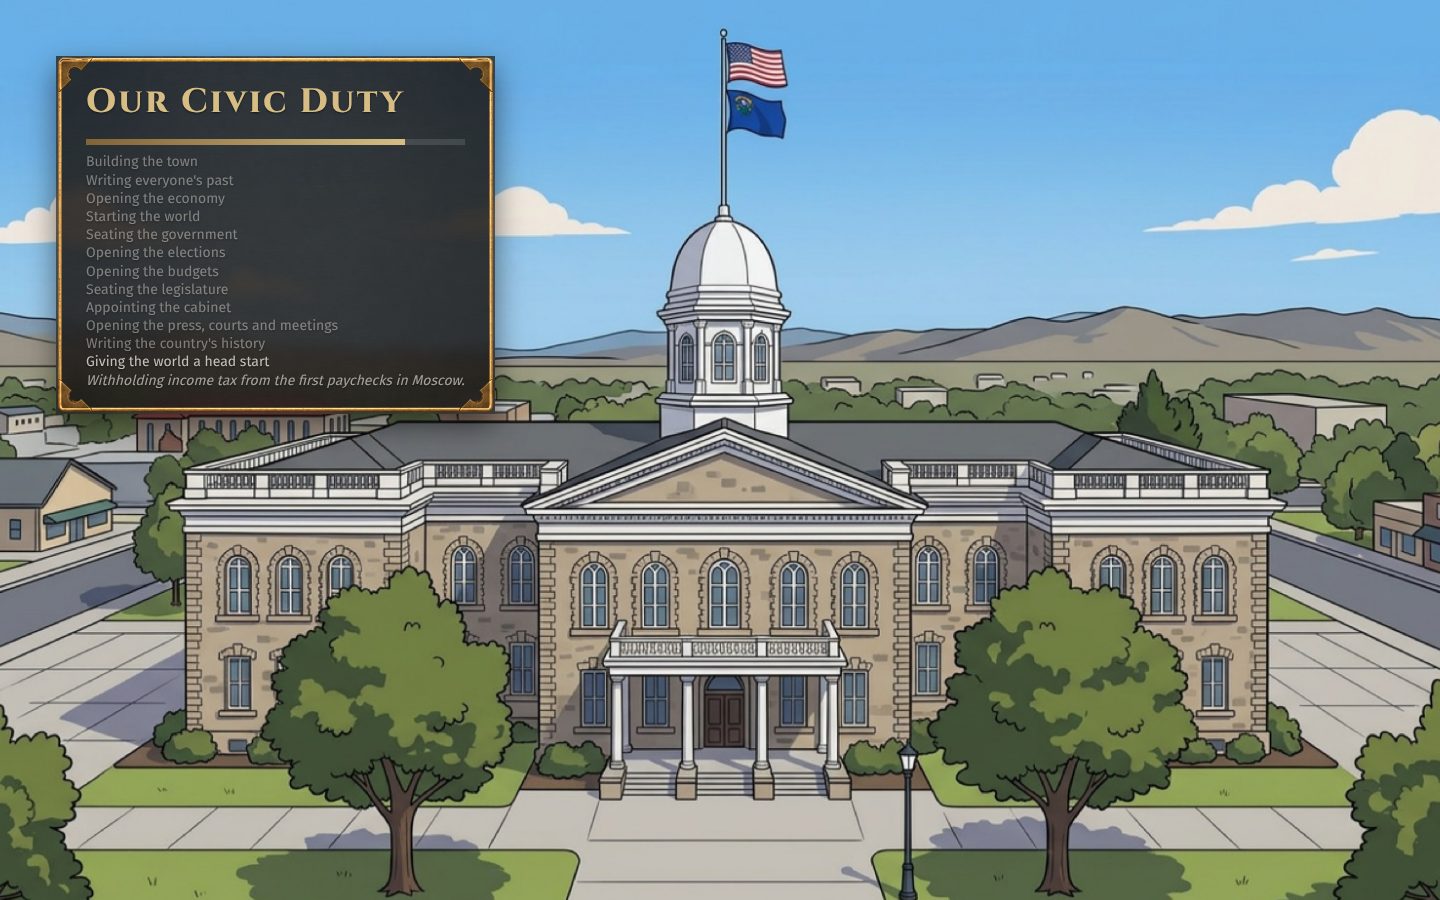 Our Civic Duty
Building the town
Writing everyone's past
Opening the economy
Starting the world
Seating the government
Opening the elections
Opening the budgets
Seating the legislature
Appointing the cabinet
Opening the press, courts and meetings
Writing the country's history
Giving the world a head start
Withholding income tax from the first paychecks in Moscow.